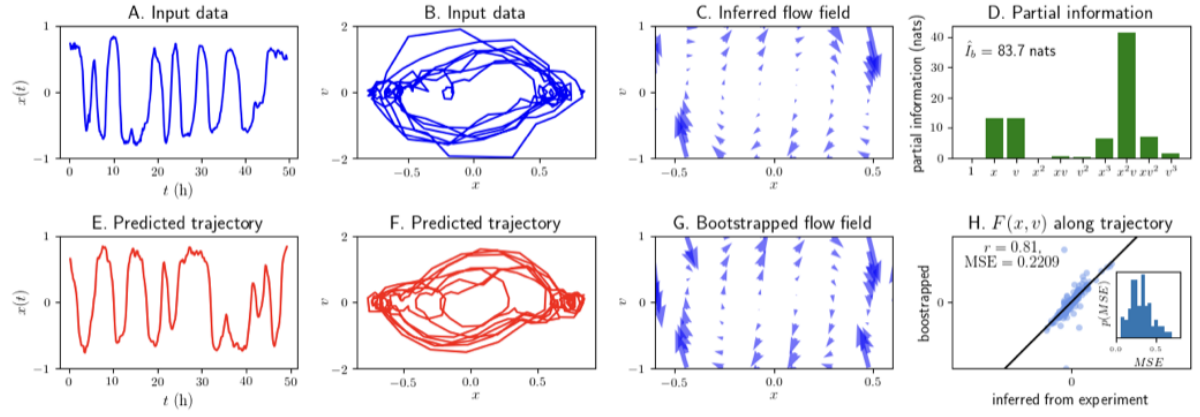 A. Input data
1
0
−1
x(t)
0 10 20 30 40 50
t (h)
B. Input data
2
0
−2
v
−0.5 0.0 0.5
x
C. Inferred flow field
1
0
−1
v
−0.5 0.0 0.5
x
D. Partial information
partial information (nats)
40
30
20
10
0
Î_b = 83.7 nats
1 x v x² xv v² x³ x²v xv² v³
E. Predicted trajectory
1
0
−1
x(t)
0 10 20 30 40 50
t (h)
F. Predicted trajectory
2
0
−2
v
−0.5 0.0 0.5
x
G. Bootstrapped flow field
1
0
−1
v
−0.5 0.0 0.5
x
H. F(x, v) along trajectory
r = 0.81,
MSE = 0.2209
boostrapped
0
p(MSE)
0.0 0.5
MSE
0
inferred from experiment